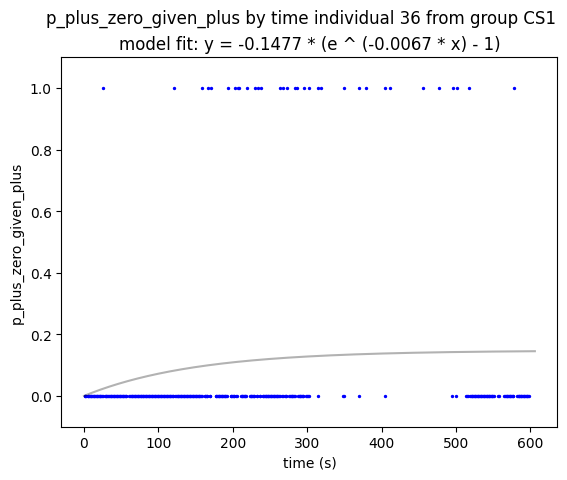 p_plus_zero_given_plus by time individual 36 from group CS1
model fit: y = -0.1477 * (e ^ (-0.0067 * x) - 1)
1.0
0.8
0.6
0.4
0.2
0.0
p_plus_zero_given_plus
0 100 200 300 400 500 600
time (s)